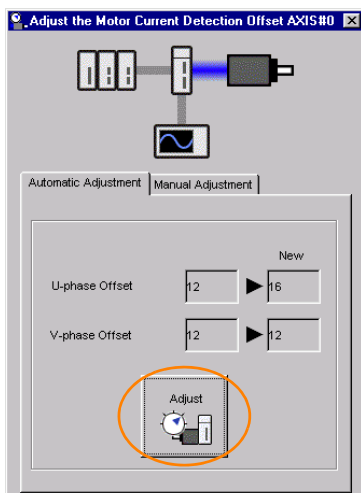 Adjust the Motor Current Detection Offset AXIS#0
Automatic Adjustment Manual Adjustment
New
U-phase Offset 12 16
V-phase Offset 12 12
Adjust